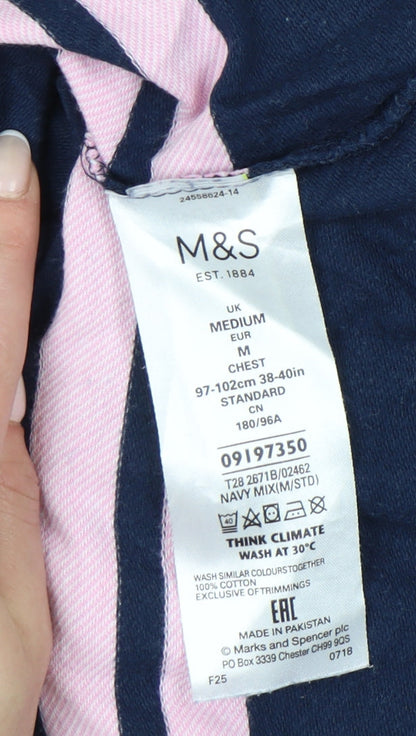 24558624-14
M&S
EST. 1884
UK
MEDIUM
EUR
M
CHEST
97-102cm 38-40in
STANDARD
CN
180/96A
09197350
T28 2671B/02462
NAVY MIX(M/STD)
40
THINK CLIMATE
WASH AT 30°C
WASH SIMILAR COLOURS TOGETHER
100% COTTON
EXCLUSIVE OF TRIMMINGS
EAC
MADE IN PAKISTAN
© Marks and Spencer plc
PO Box 3339 Chester CH99 9QS
F25 0718